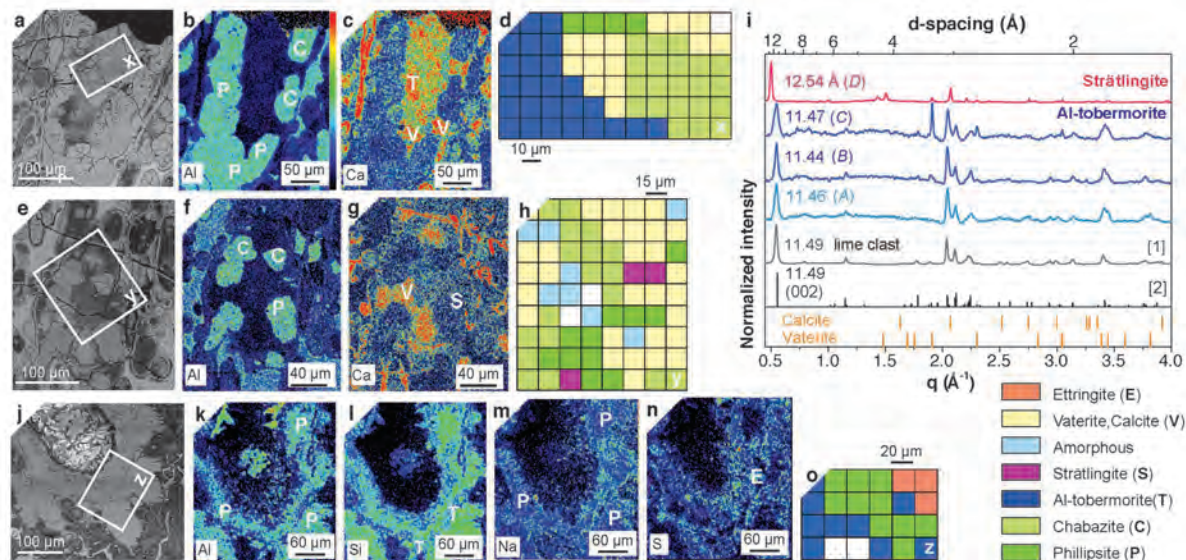 a
x
100 µm
b
P
C
P
C
P
Al
50 µm
c
T
V
V
Ca
50 µm
d
x
10 µm
e
y
100 µm
f
C
C
P
Al
40 µm
g
V
S
Ca
40 µm
15 µm
h
y
i
d-spacing (Å)
12 8 6 4 2
12.54 Å (D) Strätlingite
11.47 (C) Al-tobermorite
11.44 (B)
11.46 (A)
11.49 lime clast [1]
11.49 [2]
(002)
Calcite
Vaterite
Normalized intensity
0.5 1.0 1.5 2.0 2.5 3.0 3.5 4.0
q (Å⁻¹)
j
z
100 µm
k
P
P
P
Al
60 µm
l
T
T
Si
60 µm
m
P
P
P
Na
60 µm
n
E
S
60 µm
20 µm
o
z
Ettringite (E)
Vaterite,Calcite (V)
Amorphous
Strätlingite (S)
Al-tobermorite(T)
Chabazite (C)
Phillipsite (P)